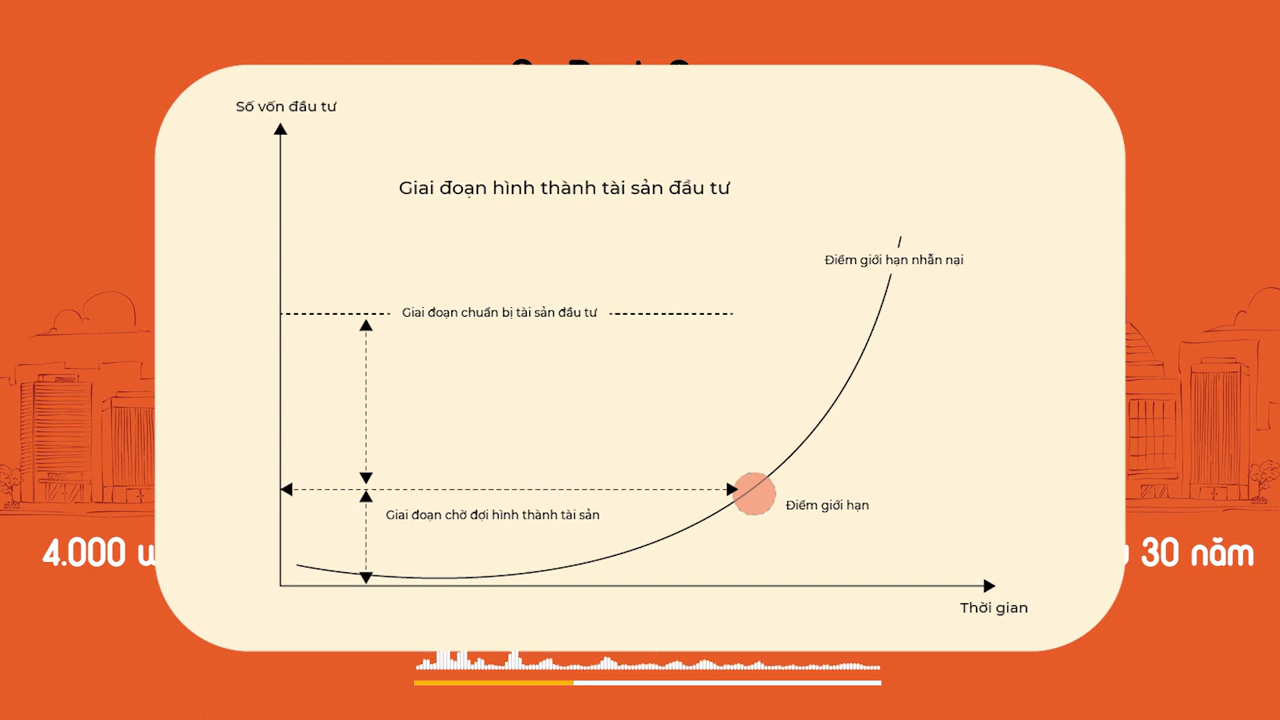 Số vốn đầu tư
Giai đoạn hình thành tài sản đầu tư
Điểm giới hạn nhẫn nại
Giai đoạn chuẩn bị tài sản đầu tư
Giai đoạn chờ đợi hình thành tài sản
Điểm giới hạn
4.000
30 năm
Thời gian